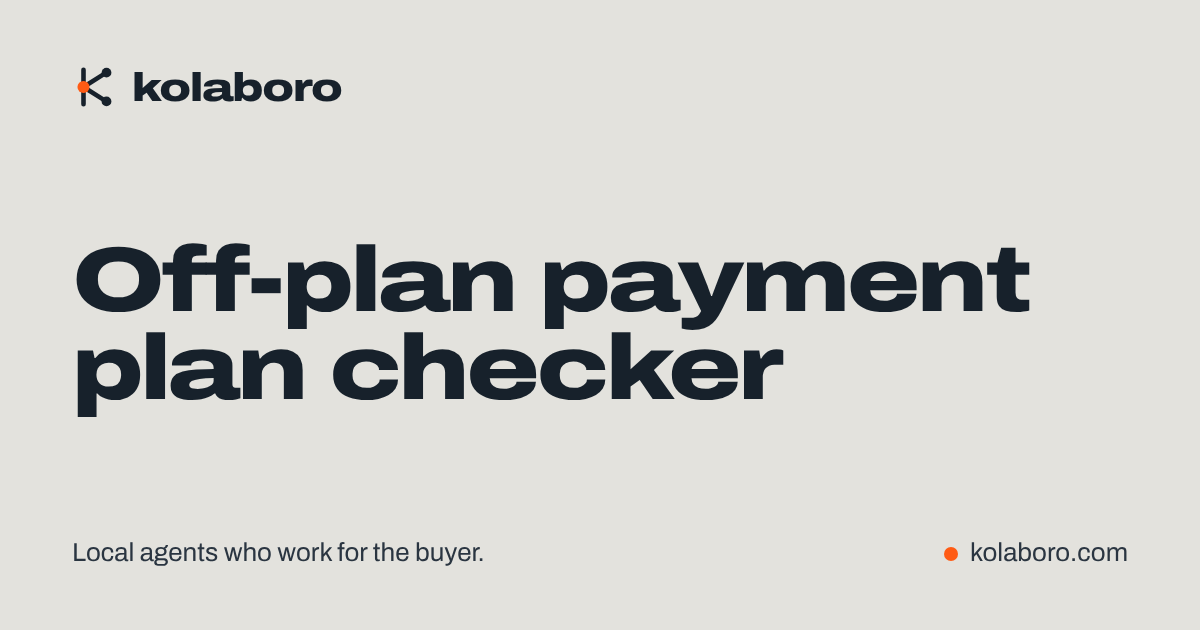 kolaboro
Off-plan payment
plan checker
Local agents who work for the buyer.
kolaboro.com